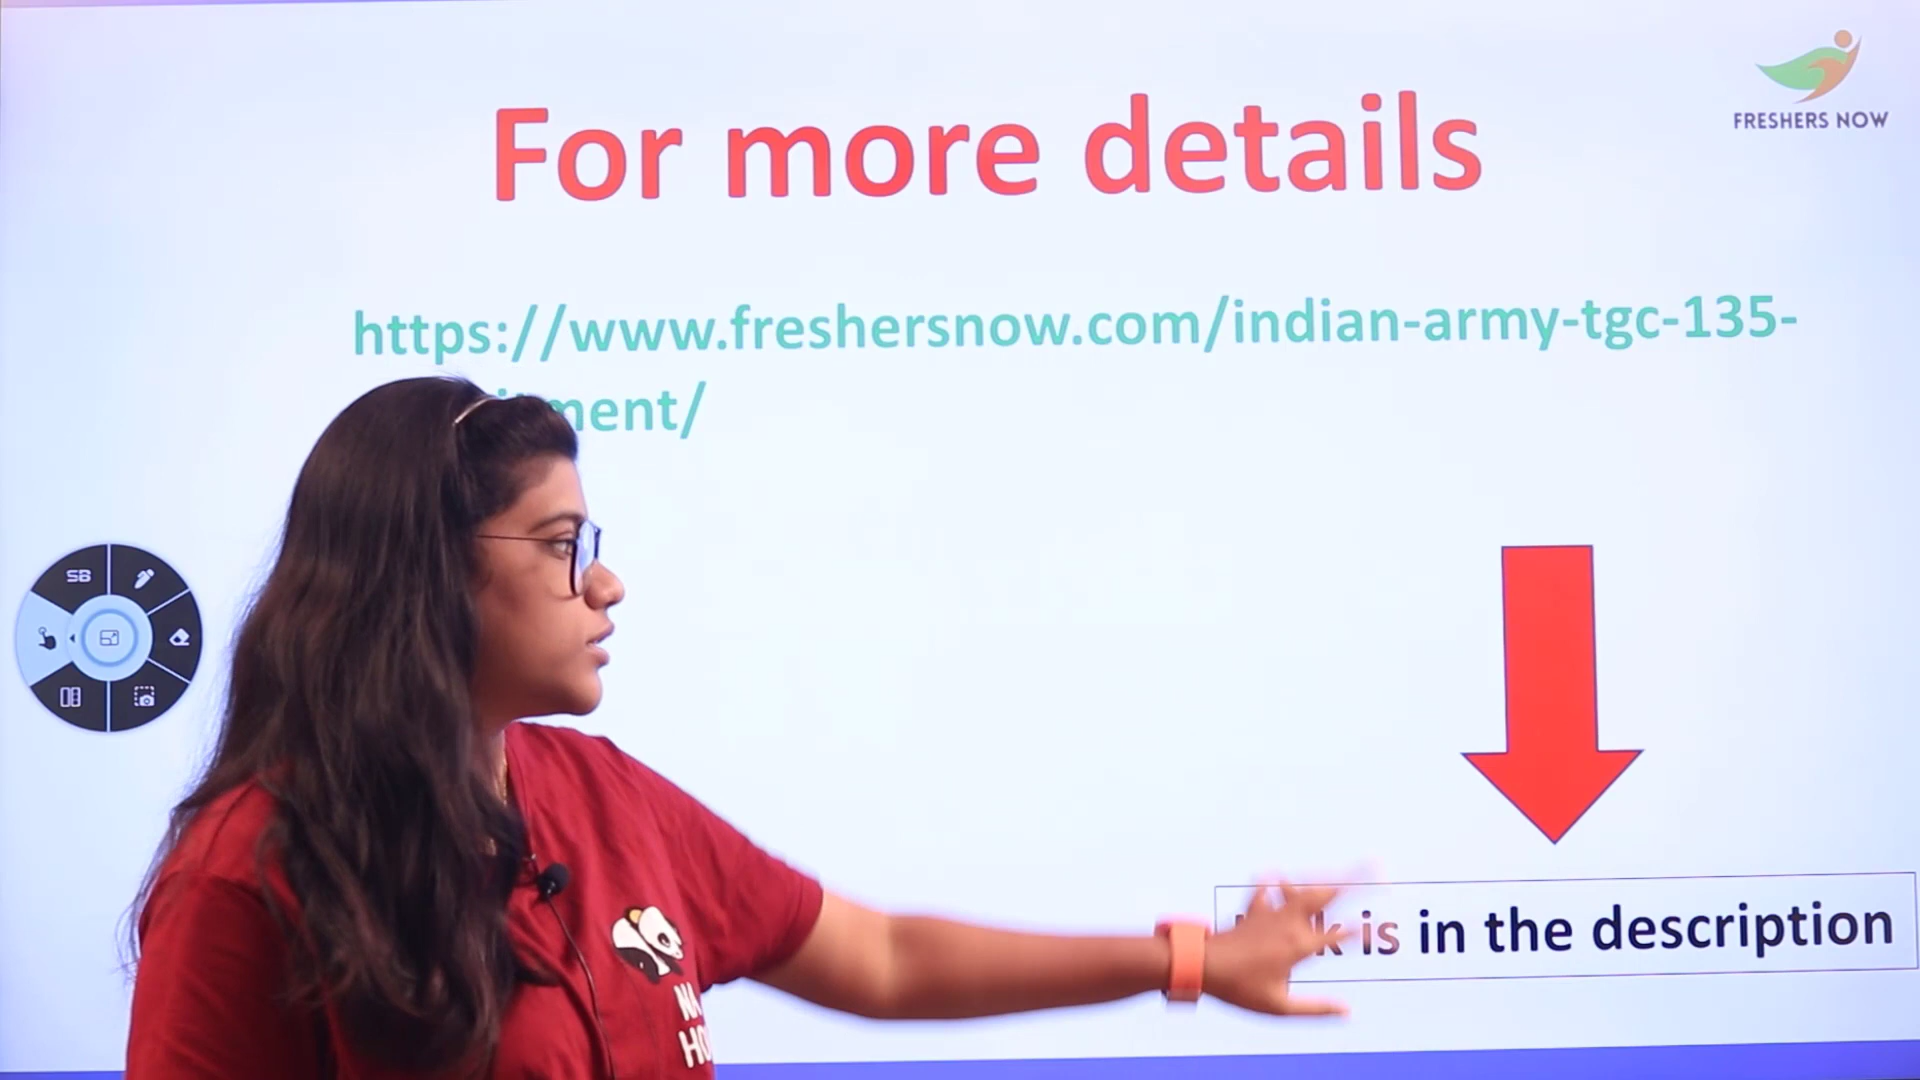 FRESHERS NOW
For more details
https://www.freshersnow.com/indian-army-tgc-135-
ment/
SB
is in the description